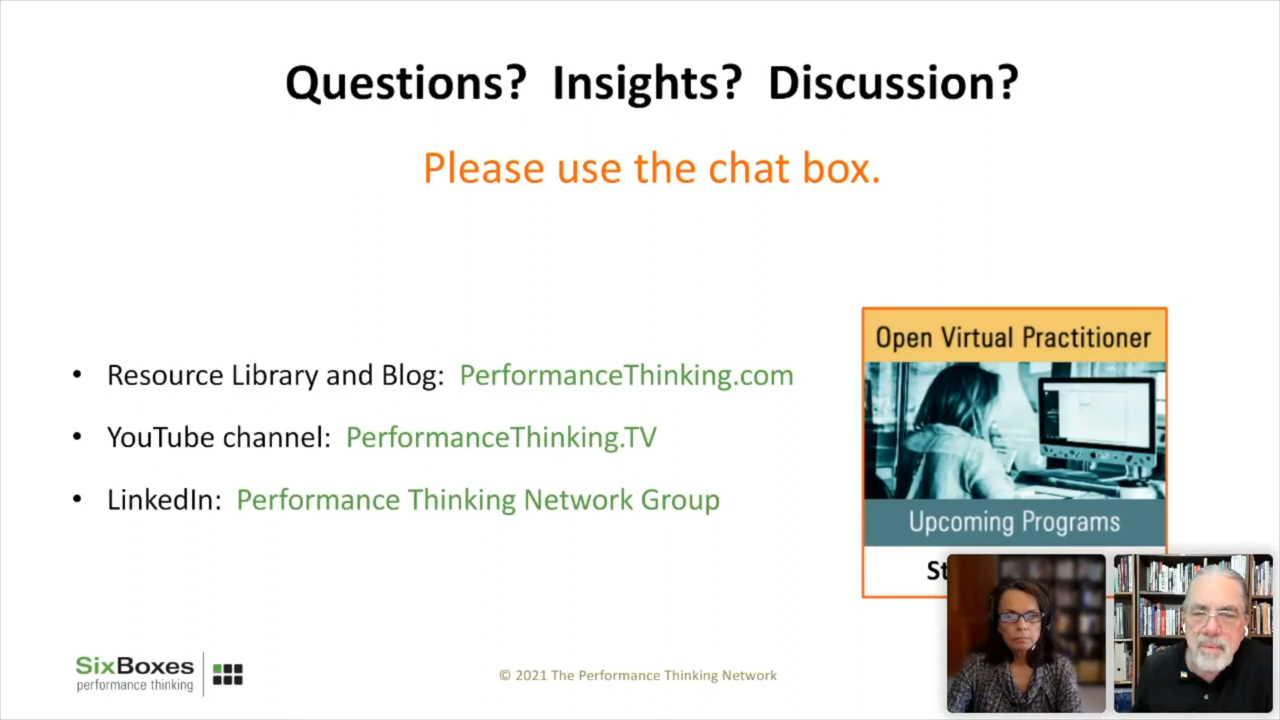 Questions? Insights? Discussion?
Please use the chat box.
• Resource Library and Blog: PerformanceThinking.com
• YouTube channel: PerformanceThinking.TV
• LinkedIn: Performance Thinking Network Group
Open Virtual Practitioner
Upcoming Programs
SixBoxes
performance thinking
© 2021 The Performance Thinking Network